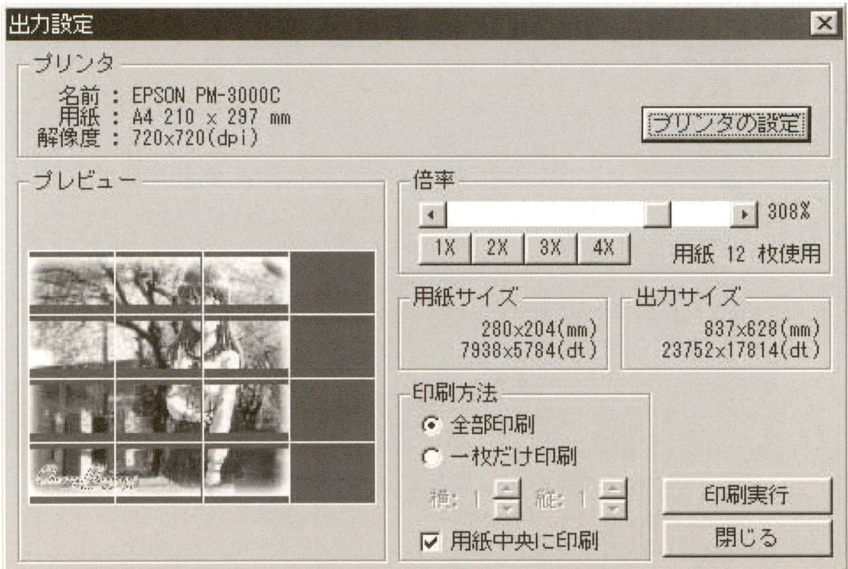 出力設定
プリンタ
名前 : EPSON PM-3000C
用紙 : A4 210 x 297 mm
解像度 : 720x720(dpi)
プリンタの設定
プレビュー
倍率
308%
1X 2X 3X 4X
用紙 12 枚使用
用紙サイズ
280x204(mm)
7938x5784(dt)
出力サイズ
837x628(mm)
23752x17814(dt)
印刷方法
全部印刷
一枚だけ印刷
横: 1 縦: 1
用紙中央に印刷
印刷実行
閉じる